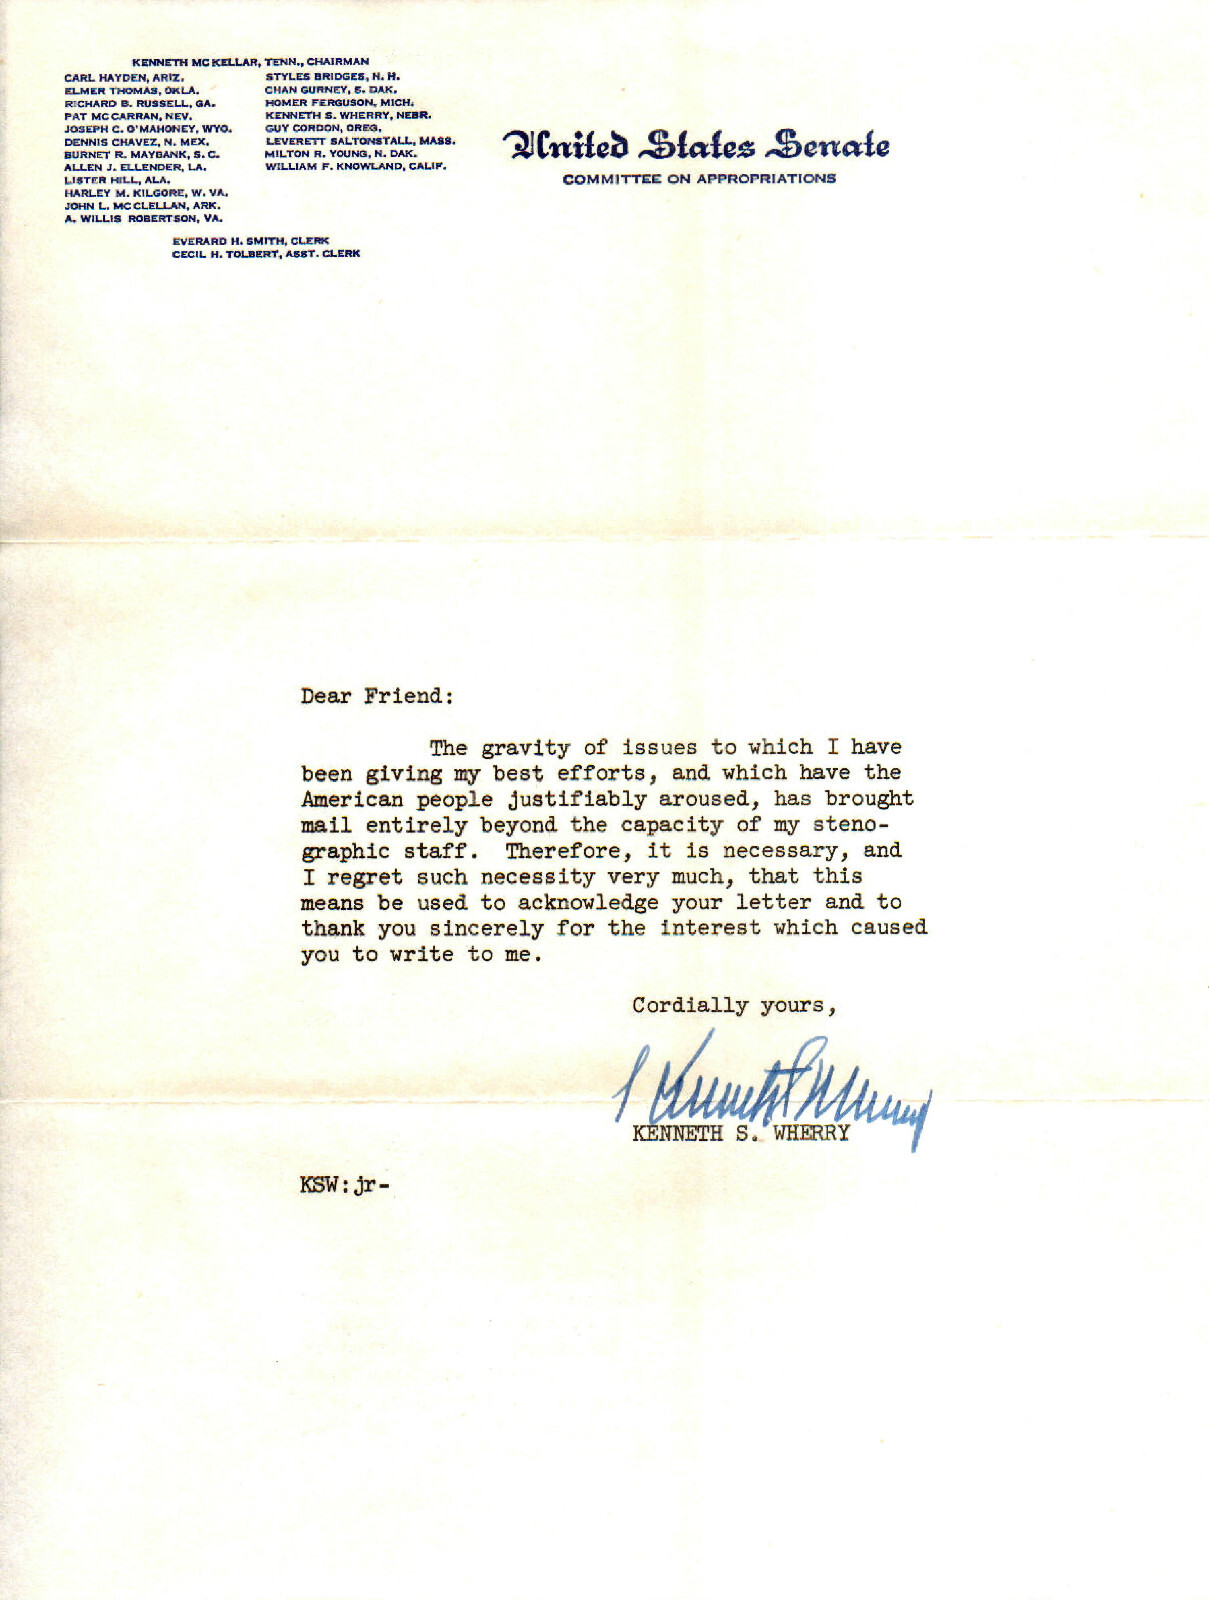 KENNETH MC KELLAR, TENN., CHAIRMAN
CARL HAYDEN, ARIZ.
ELMER THOMAS, OKLA.
RICHARD B. RUSSELL, GA.
PAT MC CARRAN, NEV.
JOSEPH C. O'MAHONEY, WYO.
DENNIS CHAVEZ, N. MEX.
BURNET R. MAYBANK, S. C.
ALLEN J. ELLENDER, LA.
LISTER HILL, ALA.
HARLEY M. KILGORE, W. VA.
JOHN L. MC CLELLAN, ARK.
A. WILLIS ROBERTSON, VA.
STYLES BRIDGES, N. H.
CHAN GURNEY, S. DAK.
HOMER FERGUSON, MICH.
KENNETH S. WHERRY, NEBR.
GUY CORDON, OREG.
LEVERETT SALTONSTALL, MASS.
MILTON R. YOUNG, N. DAK.
WILLIAM F. KNOWLAND, CALIF.
EVERARD H. SMITH, CLERK
CECIL H. TOLBERT, ASST. CLERK
United States Senate
COMMITTEE ON APPROPRIATIONS
Dear Friend:
The gravity of issues to which I have
been giving my best efforts, and which have the
American people justifiably aroused, has brought
mail entirely beyond the capacity of my steno-
graphic staff. Therefore, it is necessary, and
I regret such necessity very much, that this
means be used to acknowledge your letter and to
thank you sincerely for the interest which caused
you to write to me.
Cordially yours,
Kenneth S Wherry
KENNETH S. WHERRY
KSW:jr-